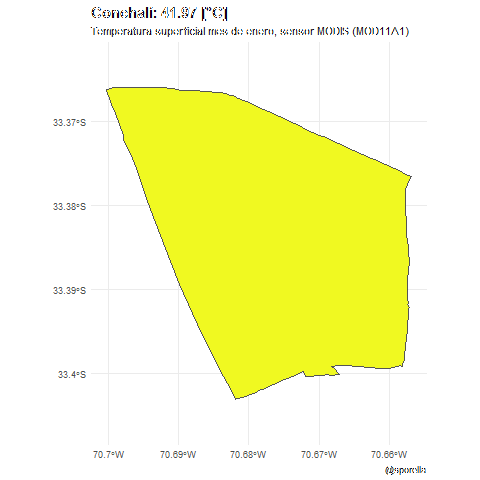 Conchalí: 41.97 [°C]
Temperatura superficial mes de enero, sensor MODIS (MOD11A1)
33.37°S
33.38°S
33.39°S
33.4°S
70.7°W 70.69°W 70.68°W 70.67°W 70.66°W
@sporella